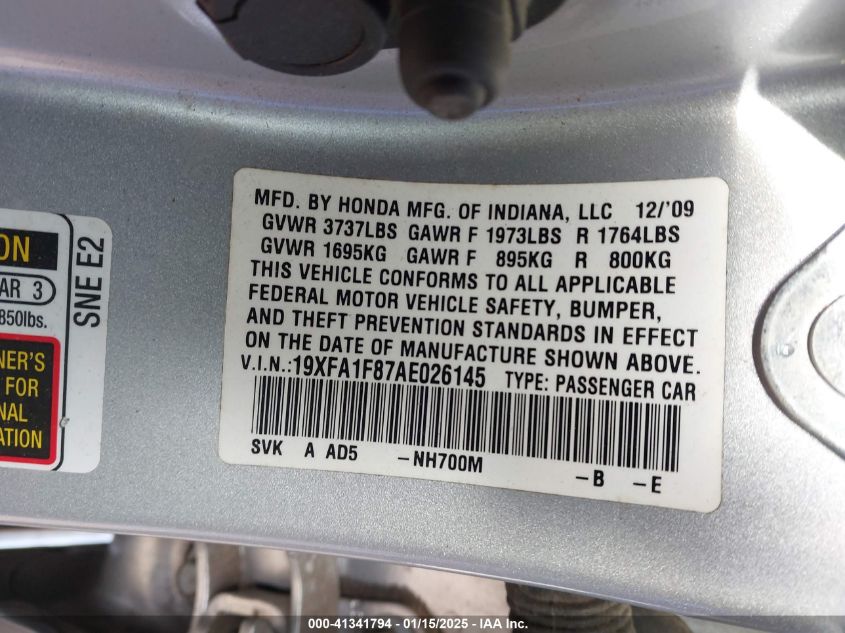 MFD. BY HONDA MFG. OF INDIANA, LLC 12/'09
GVWR 3737LBS GAWR F 1973LBS R 1764LBS
GVWR 1695KG GAWR F 895KG R 800KG
THIS VEHICLE CONFORMS TO ALL APPLICABLE
FEDERAL MOTOR VEHICLE SAFETY, BUMPER,
AND THEFT PREVENTION STANDARDS IN EFFECT
ON THE DATE OF MANUFACTURE SHOWN ABOVE.
V.I.N.:19XFA1F87AE026145 TYPE: PASSENGER CAR
SVK A AD5 -NH700M
-B -E
ON
AR 3
850lbs.
NER'S
FOR
NAL
ATION
SNE E2
000-41341794 — 01/15/2025 — IAA Inc.